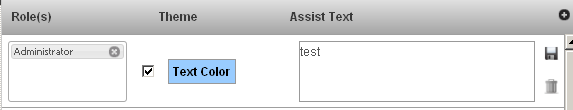 Role(s) Theme Assist Text
Administrator
Text Color
test